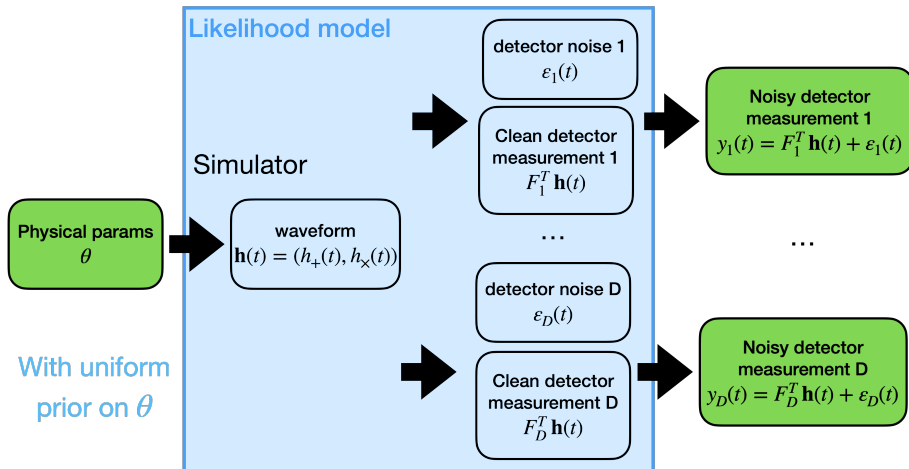 Likelihood model
detector noise 1
ε₁(t)
Clean detector
measurement 1
F₁ᵀ 𝐡(t)
Noisy detector
measurement 1
y₁(t) = F₁ᵀ 𝐡(t) + ε₁(t)
Simulator
Physical params
θ
waveform
𝐡(t) = (h₊(t), hₓ(t))
...
...
detector noise D
ε_D(t)
Clean detector
measurement D
F_Dᵀ 𝐡(t)
Noisy detector
measurement D
y_D(t) = F_Dᵀ 𝐡(t) + ε_D(t)
With uniform
prior on θ